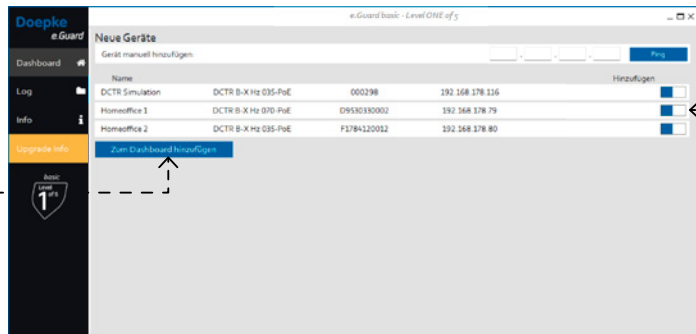 Doepke
e.Guard
e.Guard basic - Level ONE of 5
Neue Geräte
Gerät manuell hinzufügen
Ping
Dashboard
Name
Hinzufügen
DCTR Simulation DCTR B-X Hz 035-PoE 000298 192.168.178.116
Log
Homeoffice 1 DCTR B-X Hz 070-PoE D9530330002 192.168.178.79
Info i
Homeoffice 2 DCTR B-X Hz 035-PoE F1784120012 192.168.178.80
Upgrade Info
Zum Dashboard hinzufügen
basic
Level
1
of 5